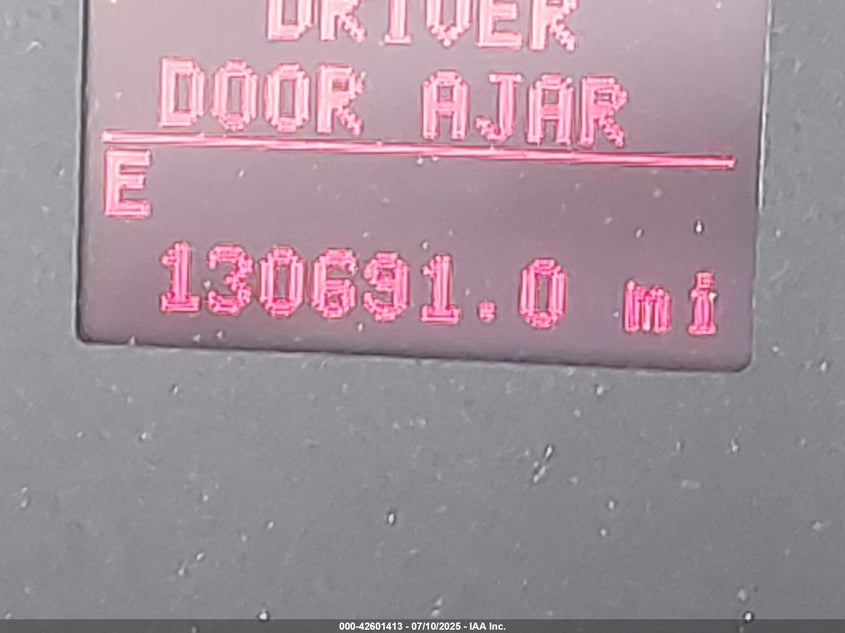 DRIVER
DOOR AJAR
E
130691.0 mi
000-42601413 - 07/10/2025 - IAA Inc.